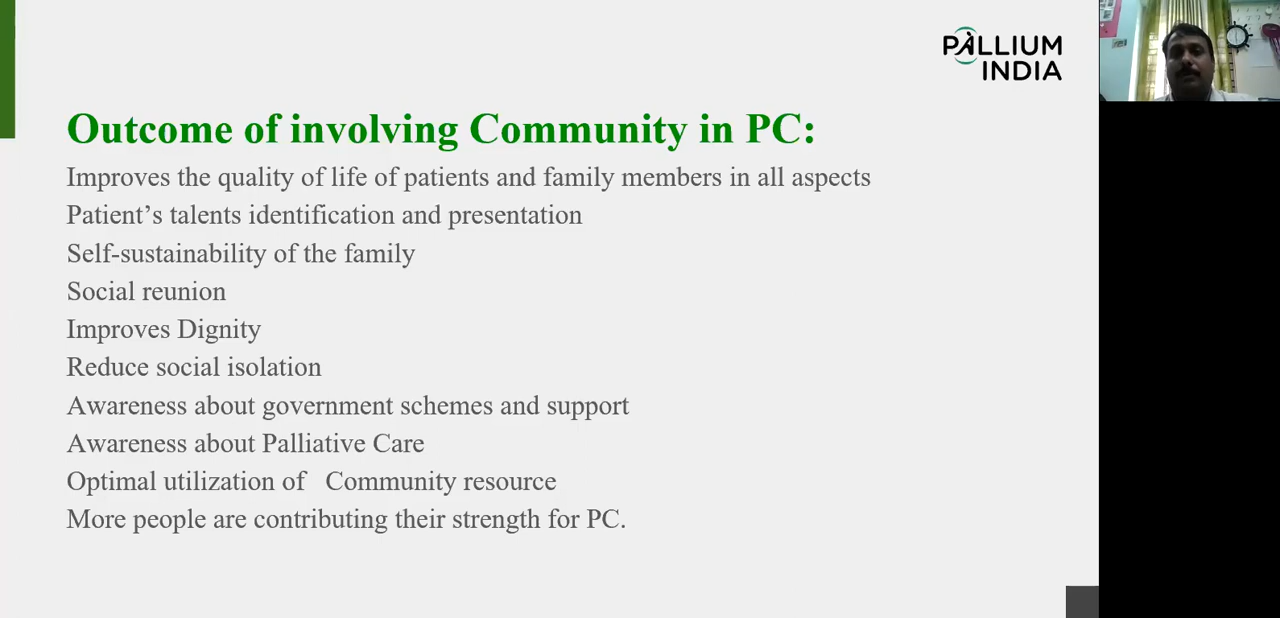 PALLIUM
INDIA
Outcome of involving Community in PC:
Improves the quality of life of patients and family members in all aspects
Patient’s talents identification and presentation
Self-sustainability of the family
Social reunion
Improves Dignity
Reduce social isolation
Awareness about government schemes and support
Awareness about Palliative Care
Optimal utilization of   Community resource
More people are contributing their strength for PC.